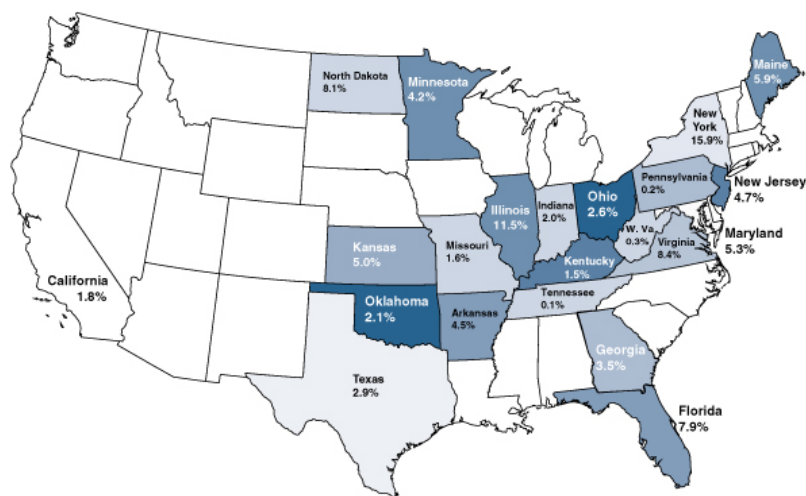 North Dakota
8.1%
Minnesota
4.2%
Maine
5.9%
New
York
15.9%
Pennsylvania
0.2%
New Jersey
4.7%
Ohio
2.6%
Illinois
11.5%
Indiana
2.0%
W. Va.
0.3%
Virginia
8.4%
Maryland
5.3%
Kansas
5.0%
Missouri
1.6%
Kentucky
1.5%
California
1.8%
Oklahoma
2.1%
Arkansas
4.5%
Tennessee
0.1%
Georgia
3.5%
Texas
2.9%
Florida
7.9%